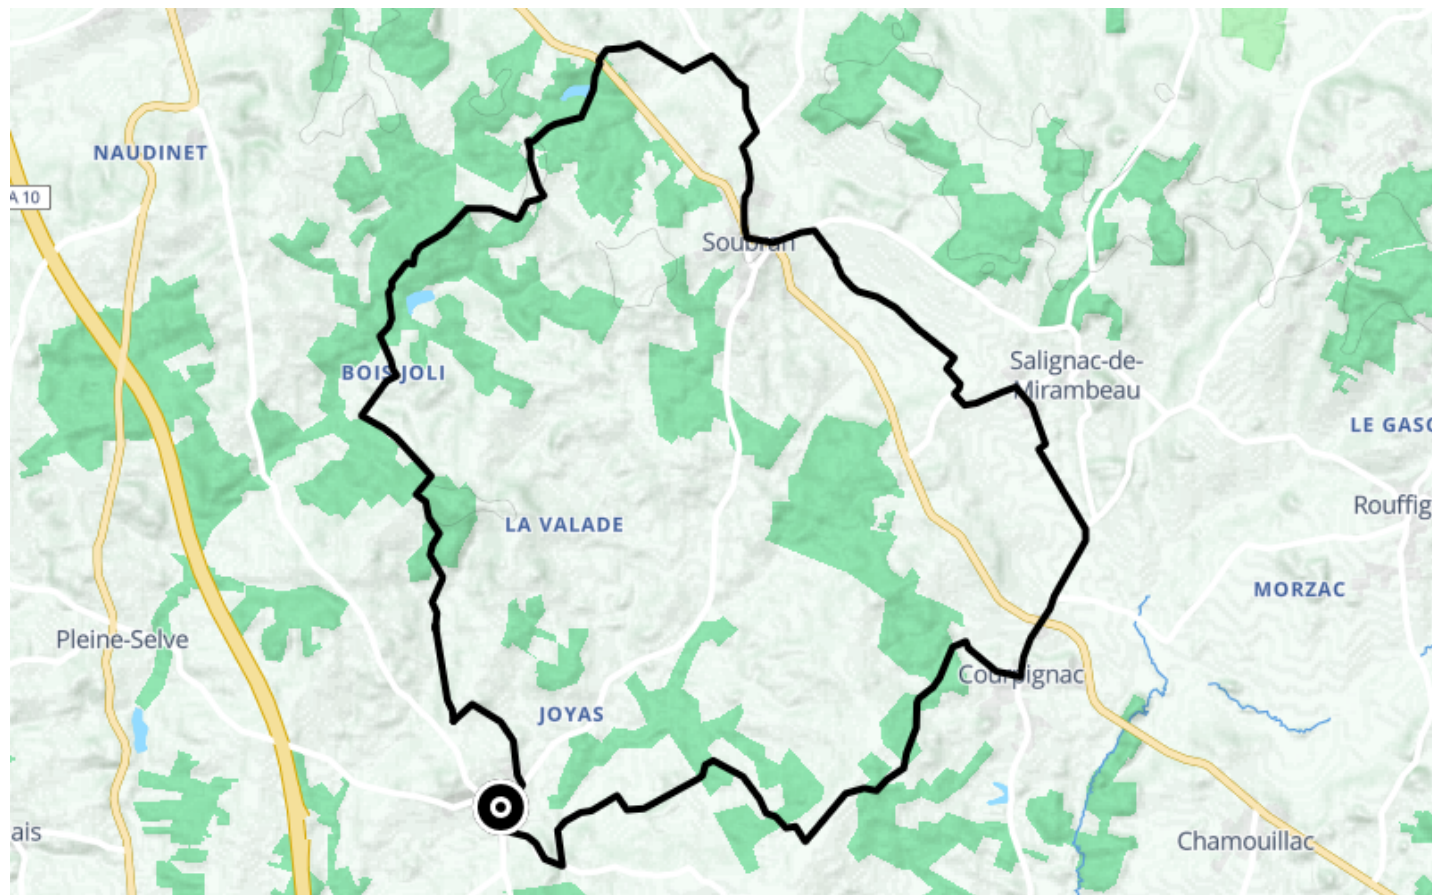 NAUDINET
A 10
Soubran
Salignac-de-
Mirambeau
BOIS JOLI
LE GASC
Rouffig
LA VALADE
MORZAC
Pleine-Selve
Courpignac
JOYAS
ais
Chamouillac